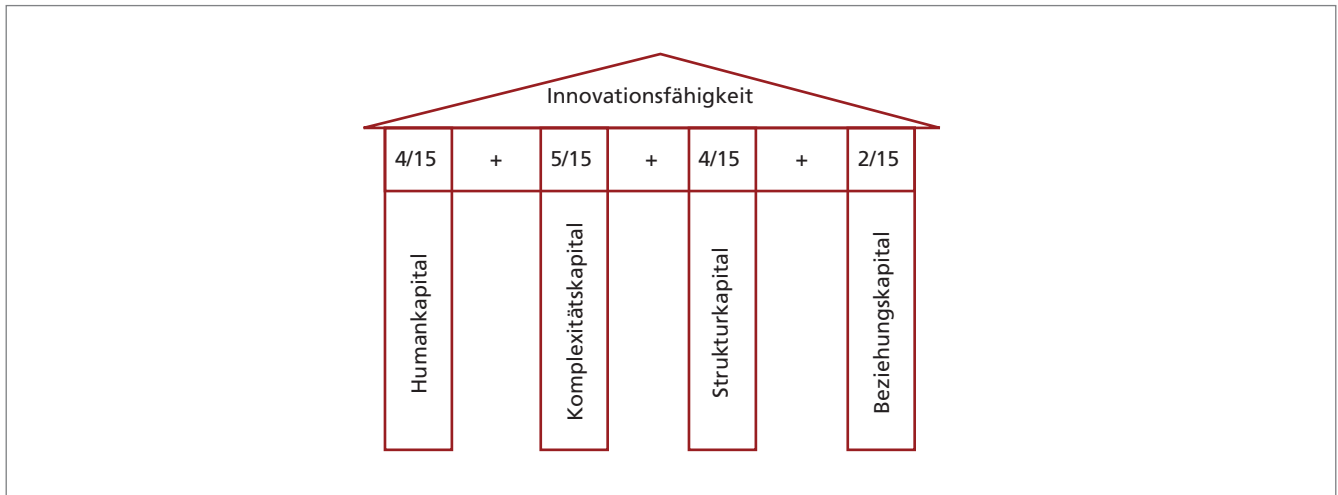 Innovationsfähigkeit
4/15 + 5/15 + 4/15 + 2/15
Humankapital
Komplexitätskapital
Strukturkapital
Beziehungskapital